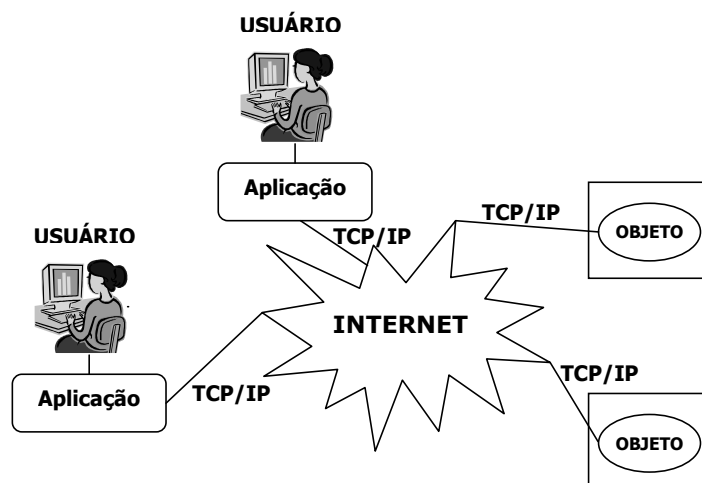 USUÁRIO
Aplicação
TCP/IP
TCP/IP
OBJETO
USUÁRIO
INTERNET
Aplicação
TCP/IP
TCP/IP
OBJETO